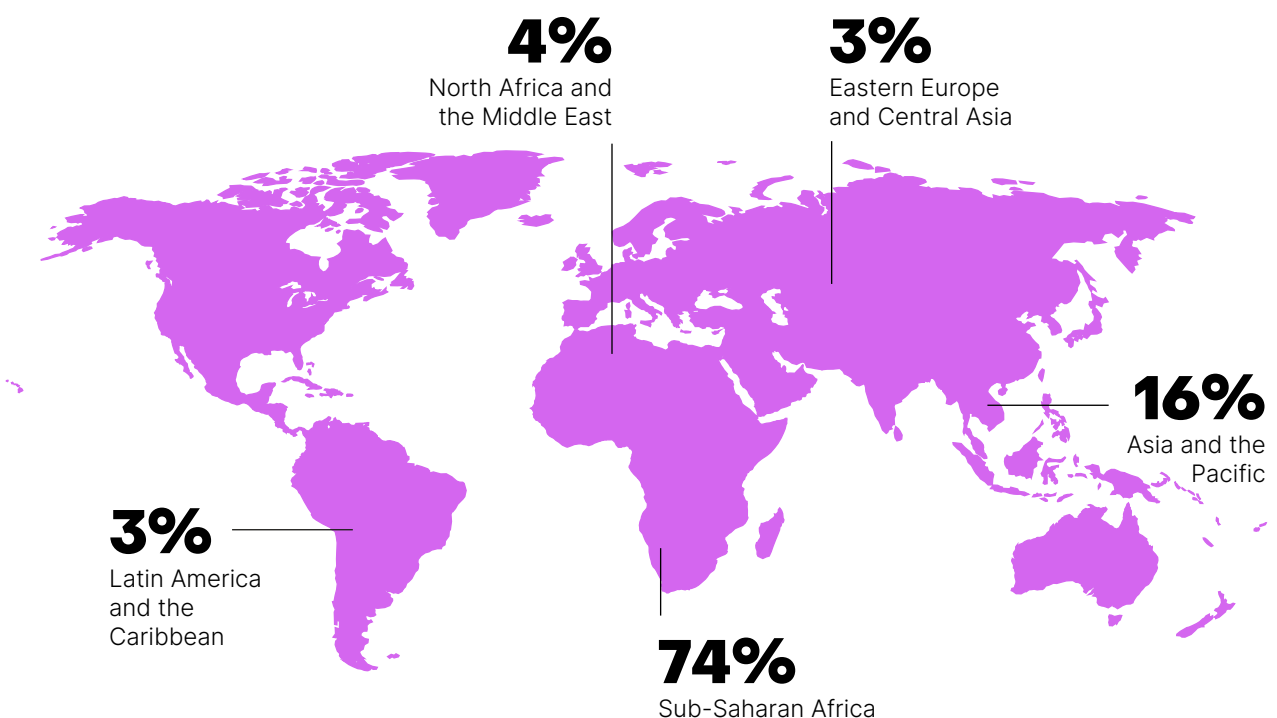 4%
North Africa and
the Middle East
3%
Eastern Europe
and Central Asia
16%
Asia and the
Pacific
3%
Latin America
and the
Caribbean
74%
Sub-Saharan Africa